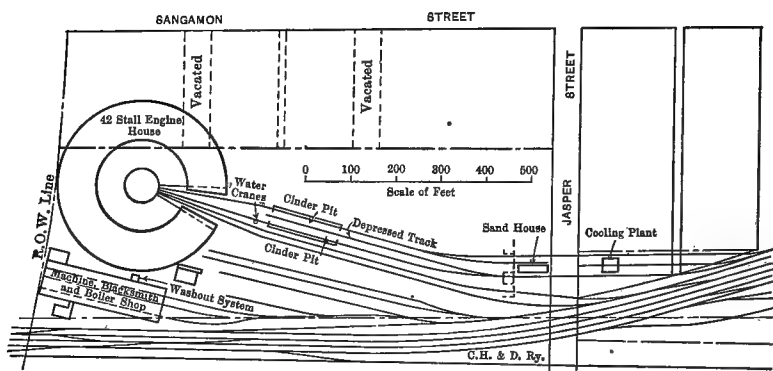 SANGAMON STREET
Vacated
Vacated
STREET
JASPER
42 Stall Engine
House
Water
Cranes
Cinder Pit
Depressed Track
Cinder Pit
0 100 200 300 400 500
Scale of Feet
Sand House
Cooling Plant
R.O.W. Line
Washout System
Machine, Blacksmith
and Boiler Shop
C.H. & D. Ry.